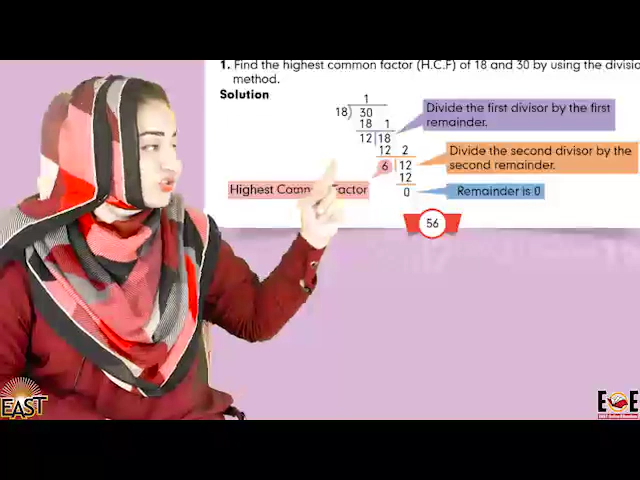 1. Find the highest common factor (H.C.F) of 18 and 30 by using the divisio
method.
Solution
1
18) 30
18 1
12 18
12 2
6 12
12
0
Divide the first divisor by the first
remainder.
Divide the second divisor by the
second remainder.
Highest Common Factor
Remainder is 0
56
EAST
EOE